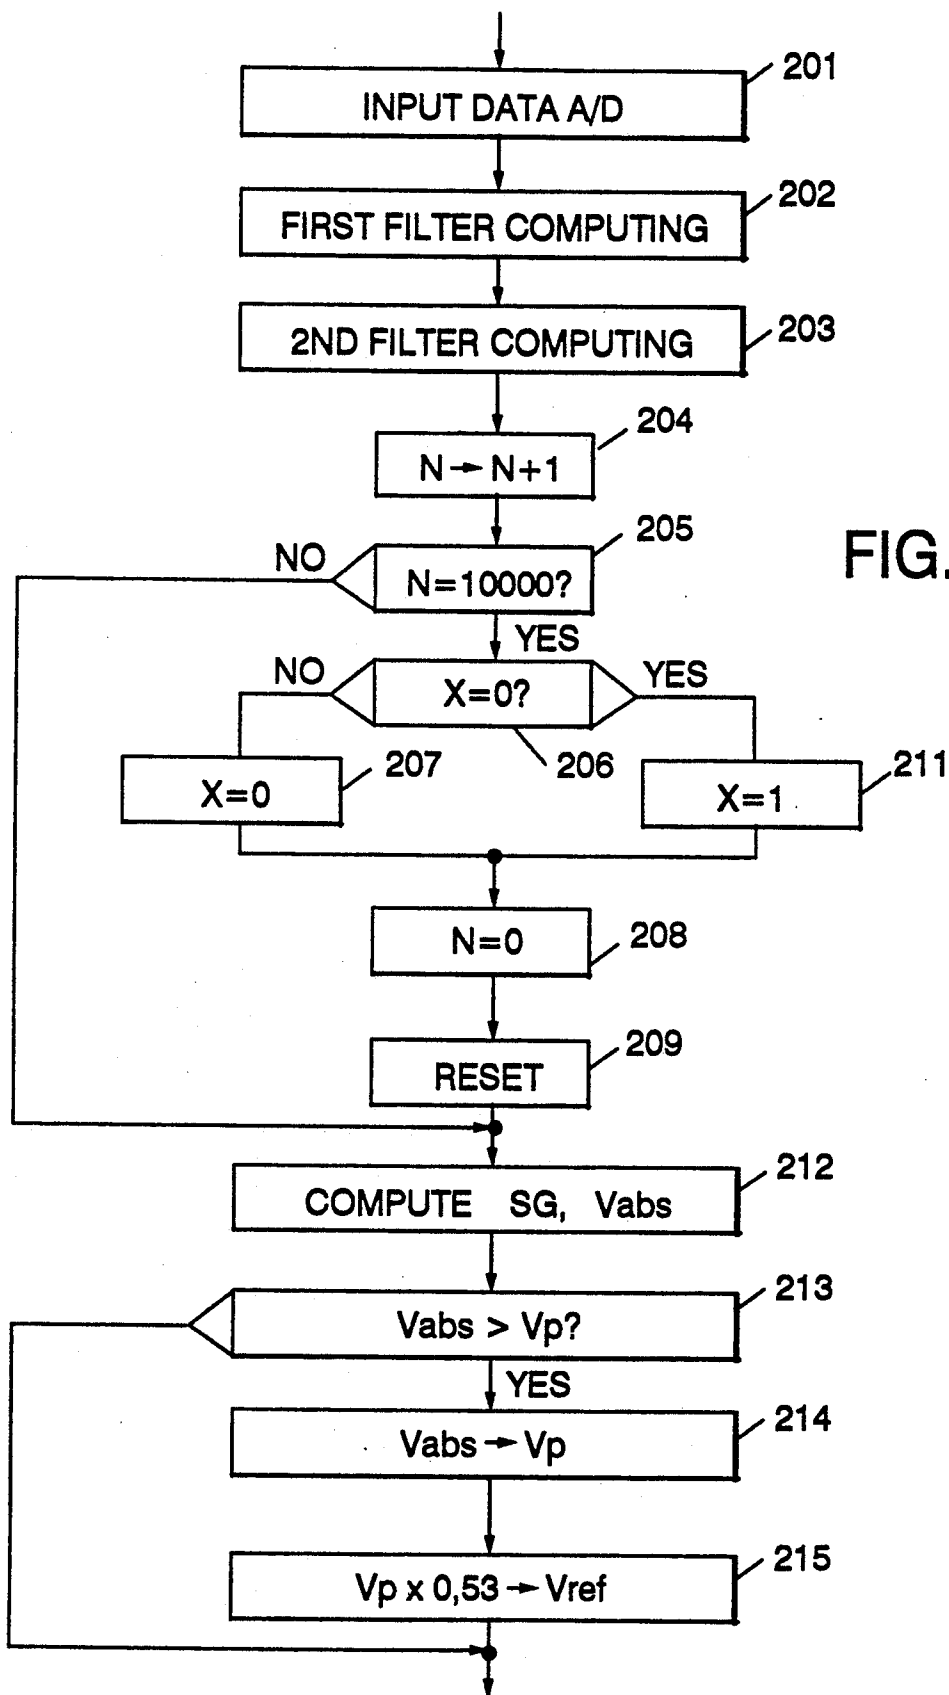 201
INPUT DATA A/D
202
FIRST FILTER COMPUTING
203
2ND FILTER COMPUTING
204
N → N+1
205
NO
N=10000?
FIG.
YES
NO
X=0?
YES
206
207
X=0
211
X=1
N=0
208
209
RESET
212
COMPUTE SG, Vabs
213
Vabs > Vp?
YES
214
Vabs → Vp
215
Vp x 0,53 → Vref